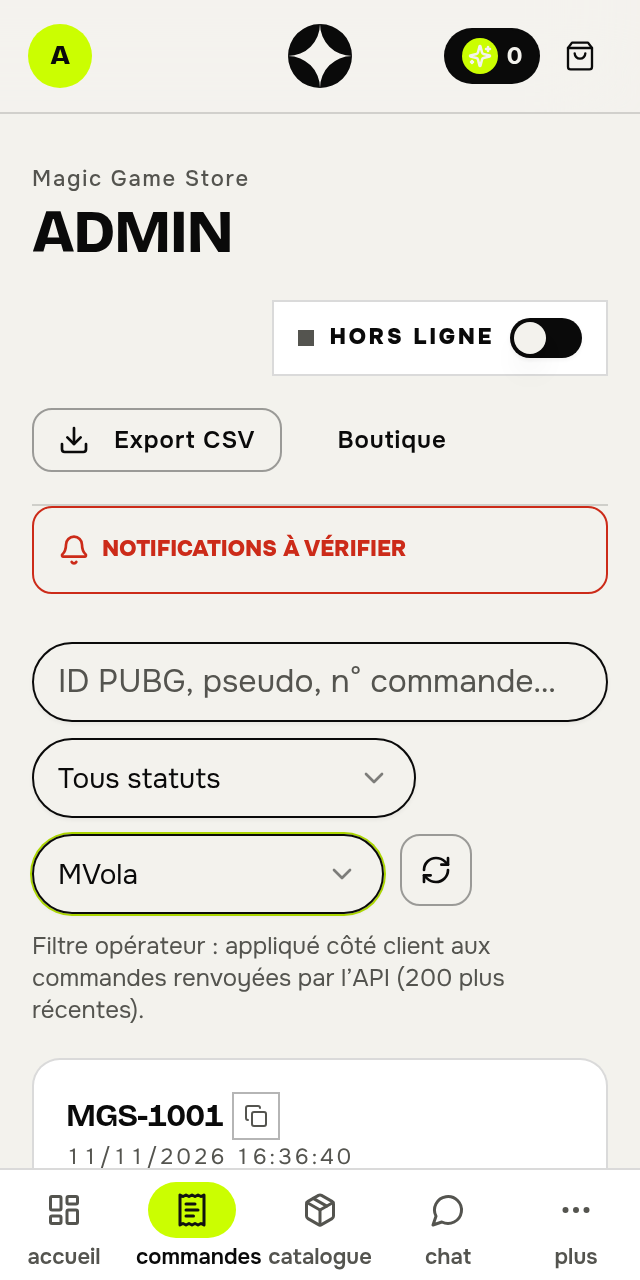 A
0
Magic Game Store
ADMIN
HORS LIGNE
Export CSV
Boutique
NOTIFICATIONS À VÉRIFIER
ID PUBG, pseudo, n° commande...
Tous statuts
MVola
Filtre opérateur : appliqué côté client aux
commandes renvoyées par l’API (200 plus
récentes).
MGS-1001
11/11/2026 16:36:40
accueil
commandes
catalogue
chat
plus